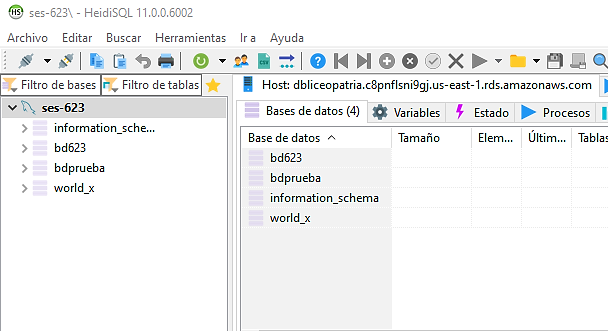 ses-623\ - HeidiSQL 11.0.0.6002
Archivo Editar Buscar Herramientas Ir a Ayuda
Filtro de bases Filtro de tablas
Host: dbliceopatria.c8pnflsni9gj.us-east-1.rds.amazonaws.com
ses-623
information_sche...
bd623
bdprueba
world_x
Bases de datos (4) Variables Estado Procesos
Base de datos Tamaño Elem... Últim... Tablas
bd623
bdprueba
information_schema
world_x